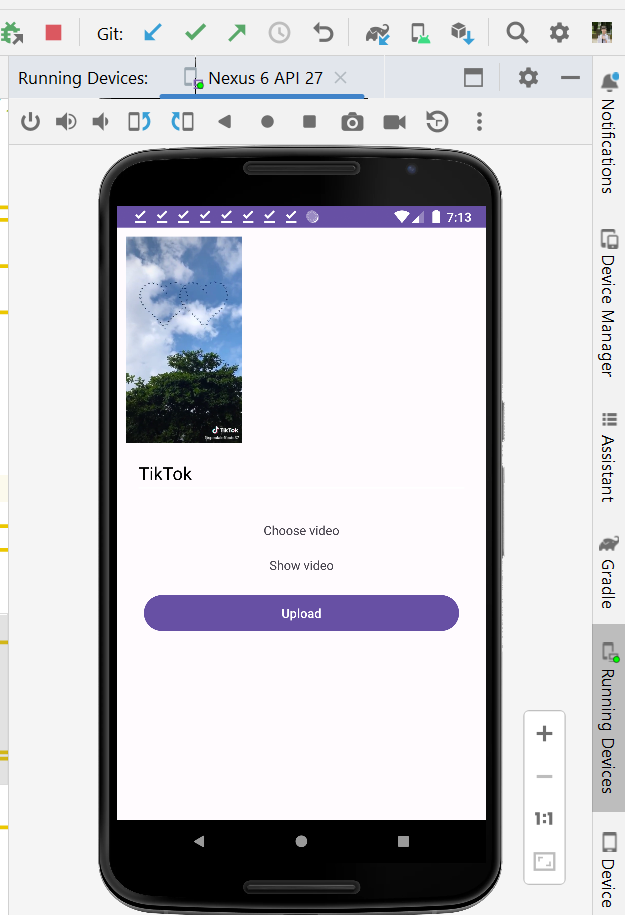 Git:
Running Devices:
Nexus 6 API 27
7:13
TikTok
TikTok
Choose video
Show video
Upload
1:1
Notifications
Device Manager
Assistant
Gradle
Running Devices
Device